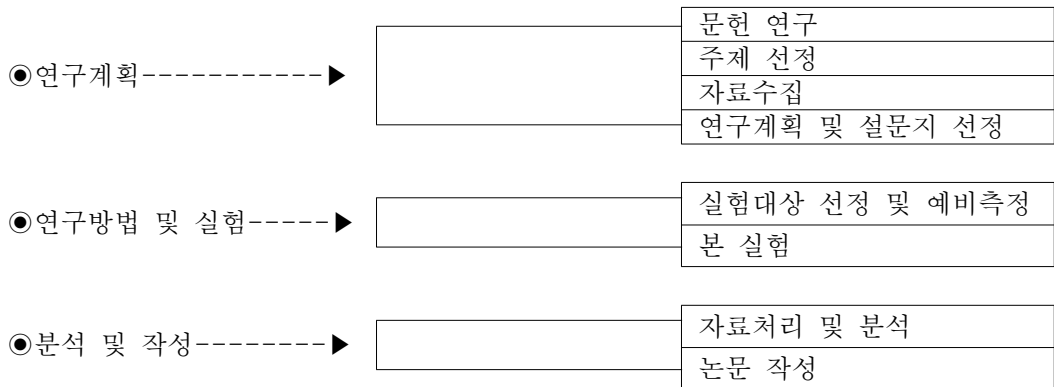 ◉연구계획-----------▶
문헌 연구
주제 선정
자료수집
연구계획 및 설문지 선정
◉연구방법 및 실험-----▶
실험대상 선정 및 예비측정
본 실험
◉분석 및 작성--------▶
자료처리 및 분석
논문 작성